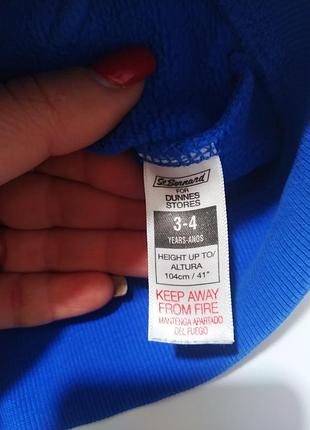 St. Bernard
FOR
DUNNES
STORES
3-4
YEARS-ANOS
HEIGHT UP TO/
ALTURA
104cm / 41"
KEEP AWAY
FROM FIRE
MANTENGA APARTADO
DEL FUEGO